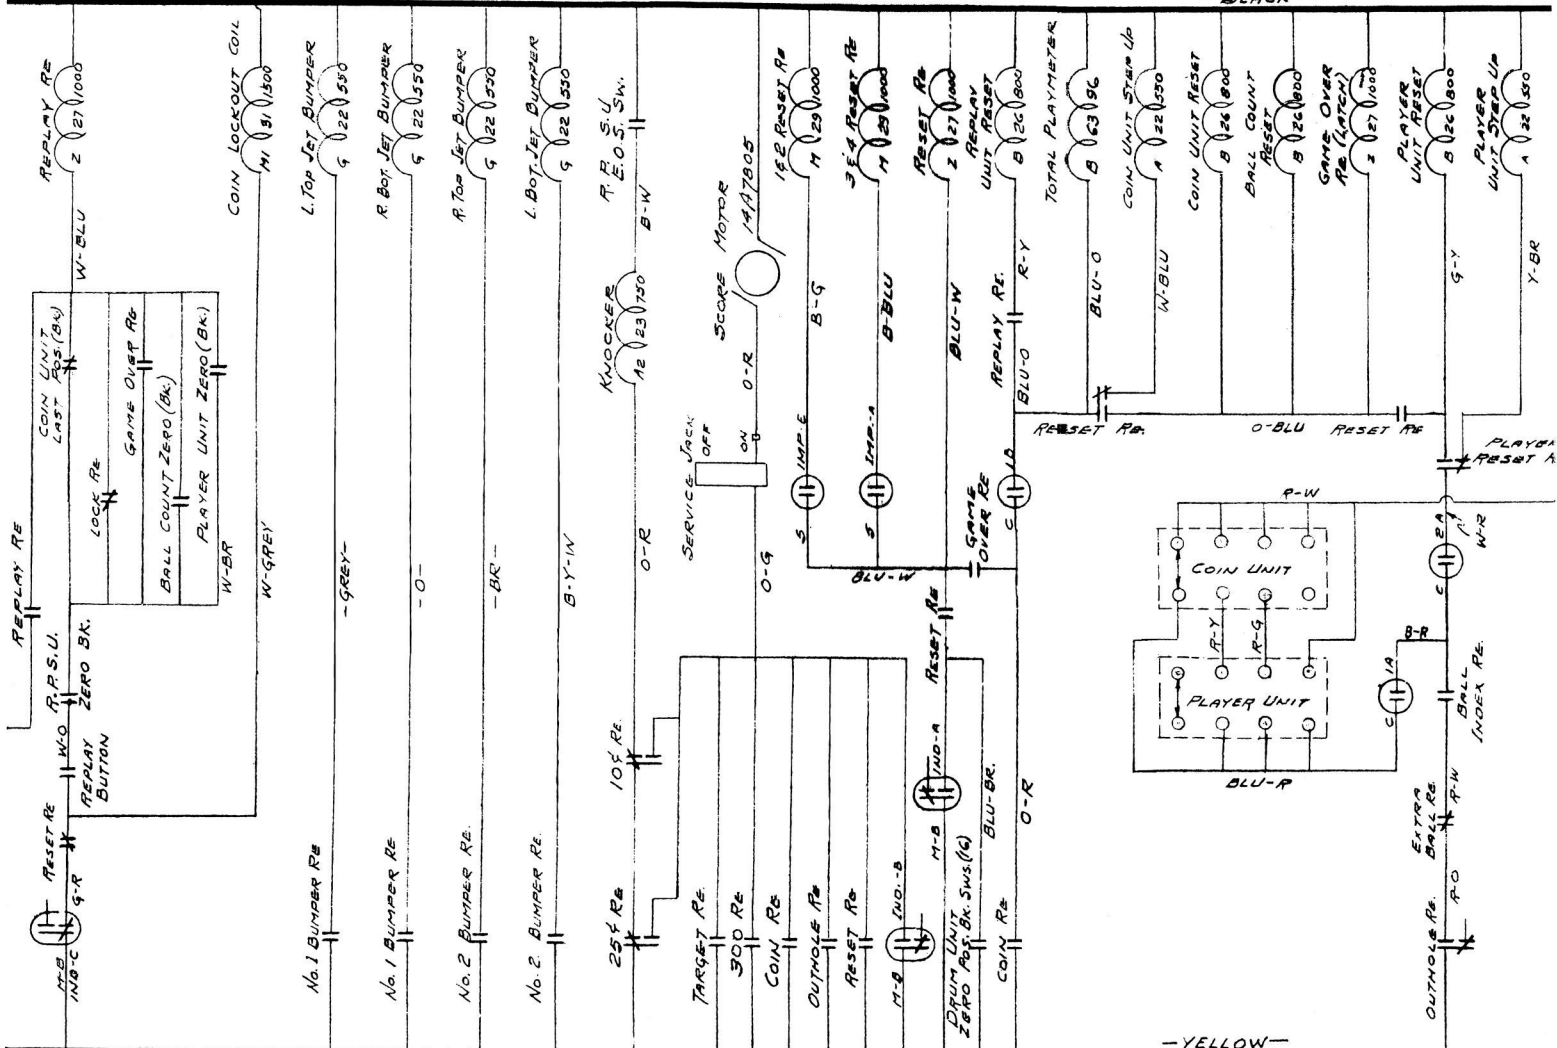 BLACK
REPLAY RE
Z 27 1000
COIN LOCKOUT COIL
M1 31 1500
L. TOP JET BUMPER
G 22 550
R. BOT. JET BUMPER
G 22 550
R. TOP JET BUMPER
G 22 550
L. BOT. JET BUMPER
G 22 550
R. P. S. U.
E.O.S. SW.
B-W
KNOCKER
A2 23 750
SCORE MOTOR
14A7805
1&2 RESET RE
M 29 1000
3&4 RESET RE
M 29 1000
RESET RE
Z 27 1000
REPLAY
UNIT RESET
B 26 800
TOTAL PLAYMETER
B 63 96
COIN UNIT STEP UP
A 22 550
COIN UNIT RESET
B 26 800
BALL COUNT
RESET
B 26 800
GAME OVER
RE (LATCH)
Z 27 1000
PLAYER
UNIT RESET
B 26 800
PLAYER
UNIT STEP UP
A 22 550
W-BLU
COIN UNIT
LAST POS. (BK)
LOCK RE
GAME OVER RE
BALL COUNT ZERO (BK.)
PLAYER UNIT ZERO (BK.)
W-BR
W-GREY
-GREY-
-O-
-BR-
B-Y-W
O-R
O-R
B-G
B-BLU
BLU-W
REPLAY RE.
R-Y
BLU-O
BLU-O
W-BLU
G-Y
Y-BR
RESET RE.
O-BLU
RESET RE
PLAYER
RESET
SERVICE JACK
OFF
ON
O-G
S IMP. E
S IMP.-A
BLU-W
GAME
OVER RE
C 1B
R-W
COIN UNIT
R-Y
R-G
PLAYER UNIT
BLU-R
C 1A
B-R
C 2A
W-R
BALL
INDEX RE.
REPLAY RE
R.P.S.U.
ZERO BK.
W-O
REPLAY
BUTTON
RESET RE
G-R
M-B
IND-C
No. 1 BUMPER RE
No. 1 BUMPER RE
No. 2 BUMPER RE.
No. 2 BUMPER RE.
10¢ RE.
25¢ RE
TARGET RE.
300 RE
COIN RE
OUTHOLE RE
RESET RE
M-B IND.-B
RESET RE
M-B IND-A
DRUM UNIT
ZERO POS. BK. SWS. (16)
BLU-BR.
COIN RE
O-R
EXTRA
BALL RE.
R-W
OUTHOLE RE.
R-O
-YELLOW-